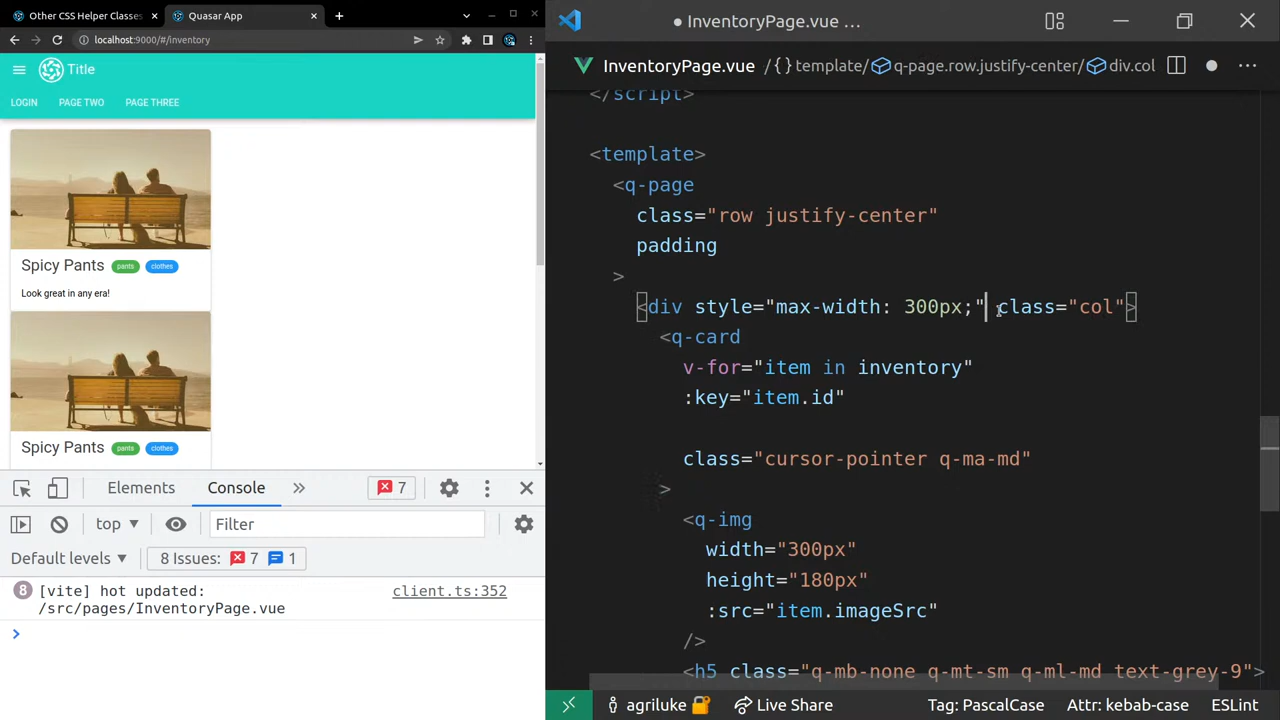 Other CSS Helper Classes
Quasar App
localhost:9000/#/inventory
Title
LOGIN PAGE TWO PAGE THREE
Spicy Pants pants clothes
Look great in any era!
Spicy Pants pants clothes
Elements Console 7
top Filter
Default levels 8 Issues: 7 1
8 [vite] hot updated: client.ts:352
/src/pages/InventoryPage.vue
InventoryPage.vue …
InventoryPage.vue / {} template/ q-page.row.justify-center/ div.col
</script>
<template>
<q-page
class="row justify-center"
padding
>
<div style="max-width: 300px;" class="col">
<q-card
v-for="item in inventory"
:key="item.id"
class="cursor-pointer q-ma-md"
>
<q-img
width="300px"
height="180px"
:src="item.imageSrc"
/>
<h5 class="q-mb-none q-mt-sm q-ml-md text-grey-9">
agriluke Live Share Tag: PascalCase Attr: kebab-case ESLint